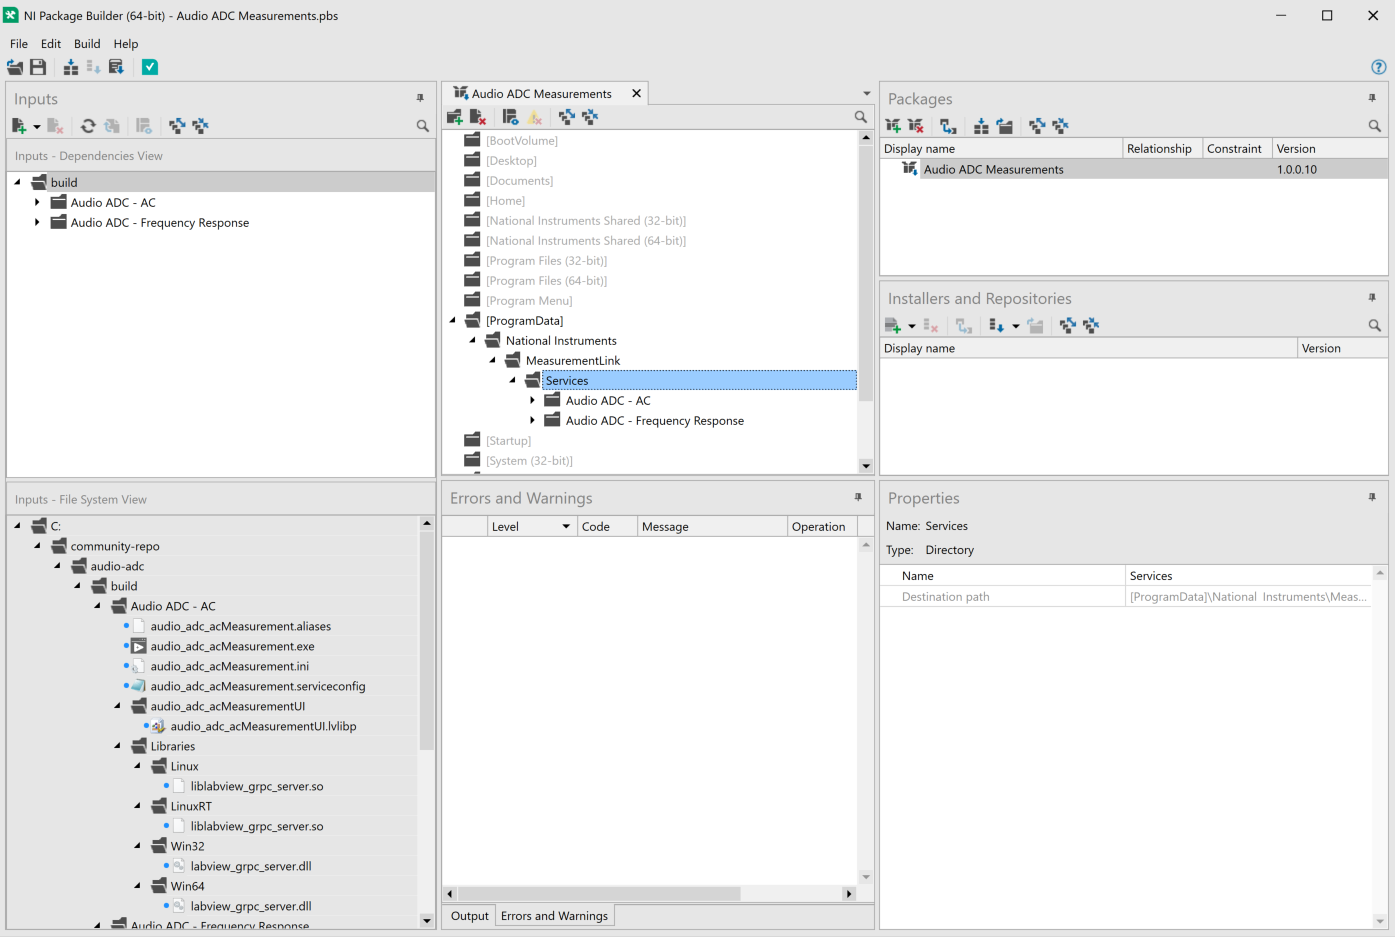 NI Package Builder (64-bit) - Audio ADC Measurements.pbs
File Edit Build Help
Inputs
Inputs - Dependencies View
build
Audio ADC - AC
Audio ADC - Frequency Response
Inputs - File System View
C:
community-repo
audio-adc
build
Audio ADC - AC
audio_adc_acMeasurement.aliases
audio_adc_acMeasurement.exe
audio_adc_acMeasurement.ini
audio_adc_acMeasurement.serviceconfig
audio_adc_acMeasurementUI
audio_adc_acMeasurementUI.lvlibp
Libraries
Linux
liblabview_grpc_server.so
LinuxRT
liblabview_grpc_server.so
Win32
labview_grpc_server.dll
Win64
labview_grpc_server.dll
Audio ADC - Frequency Response
Audio ADC Measurements
[BootVolume]
[Desktop]
[Documents]
[Home]
[National Instruments Shared (32-bit)]
[National Instruments Shared (64-bit)]
[Program Files (32-bit)]
[Program Files (64-bit)]
[Program Menu]
[ProgramData]
National Instruments
MeasurementLink
Services
Audio ADC - AC
Audio ADC - Frequency Response
[Startup]
[System (32-bit)]
Errors and Warnings
Level Code Message Operation
Output Errors and Warnings
Packages
Display name Relationship Constraint Version
Audio ADC Measurements 1.0.0.10
Installers and Repositories
Display name Version
Properties
Name: Services
Type: Directory
Name Services
Destination path [ProgramData]\National Instruments\Meas...